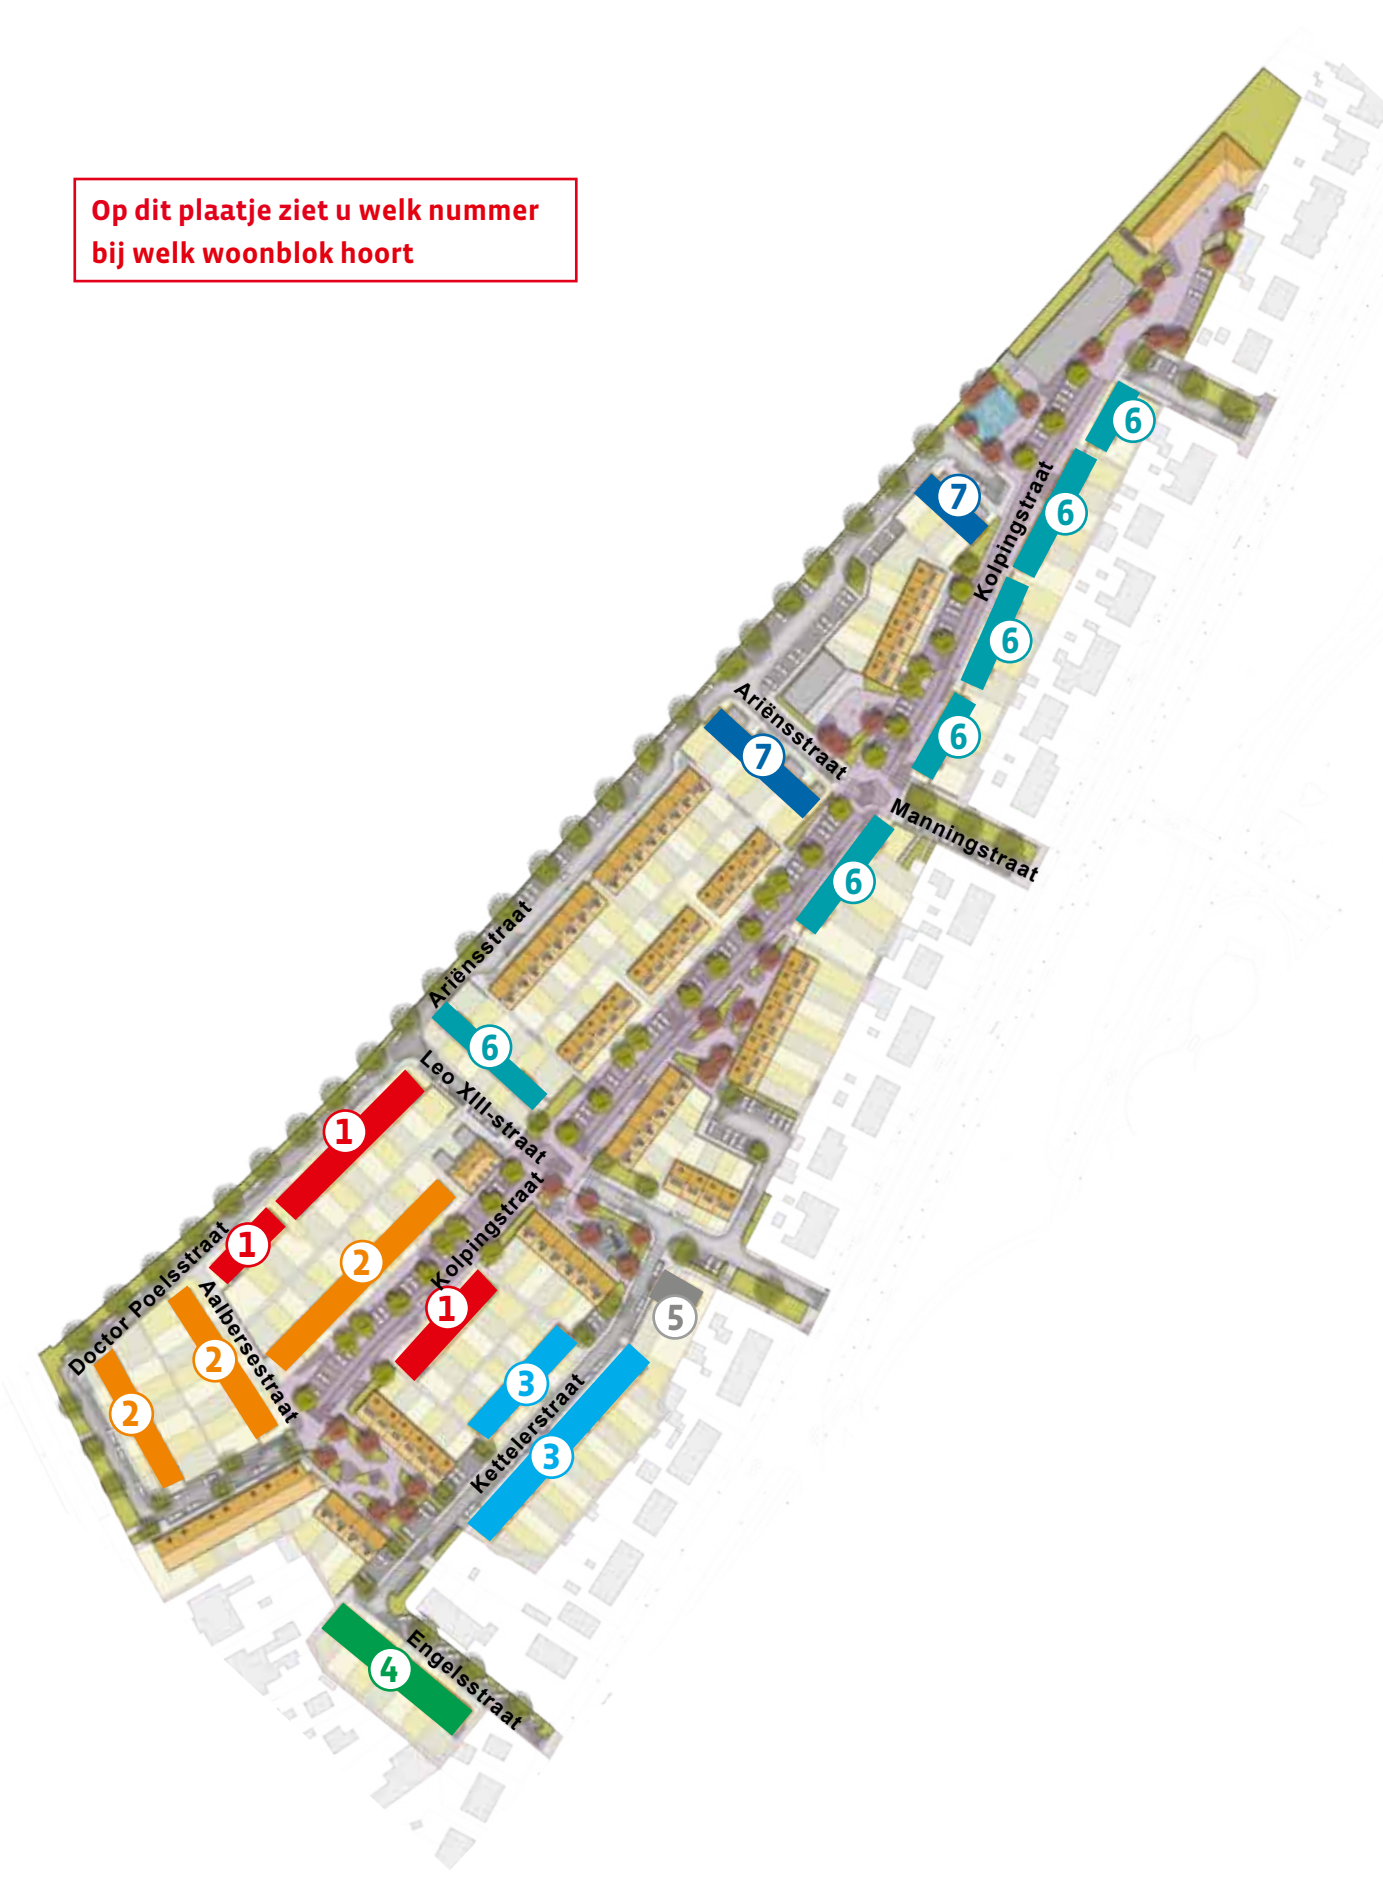 Op dit plaatje ziet u welk nummer
bij welk woonblok hoort
6
7
Kolpingstraat
6
6
Ariënsstraat
6
7
Manningstraat
6
Ariënsstraat
6
Leo XIII-straat
1
Kolpingstraat
1
2
Doctor Poelsstraat
Aalbersestraat
1
5
2
3
2
Kettelerstraat
3
4
Engelsstraat